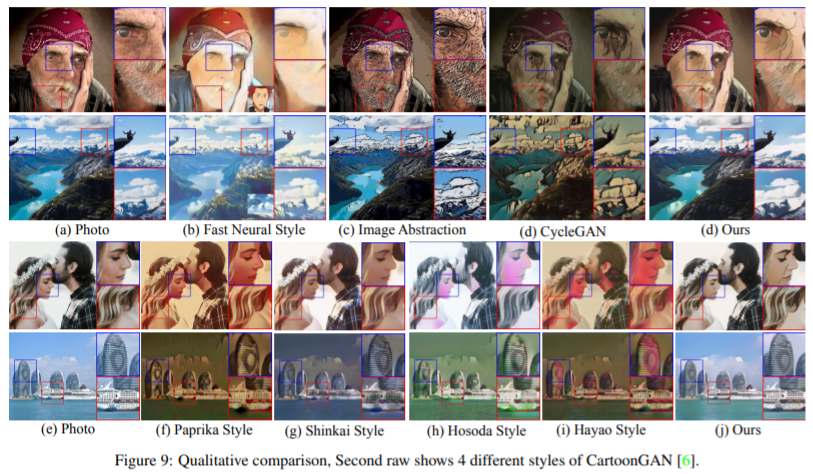 (a) Photo (b) Fast Neural Style (c) Image Abstraction (d) CycleGAN (d) Ours
(e) Photo (f) Paprika Style (g) Shinkai Style (h) Hosoda Style (i) Hayao Style (j) Ours
Figure 9: Qualitative comparison, Second raw shows 4 different styles of CartoonGAN [6].